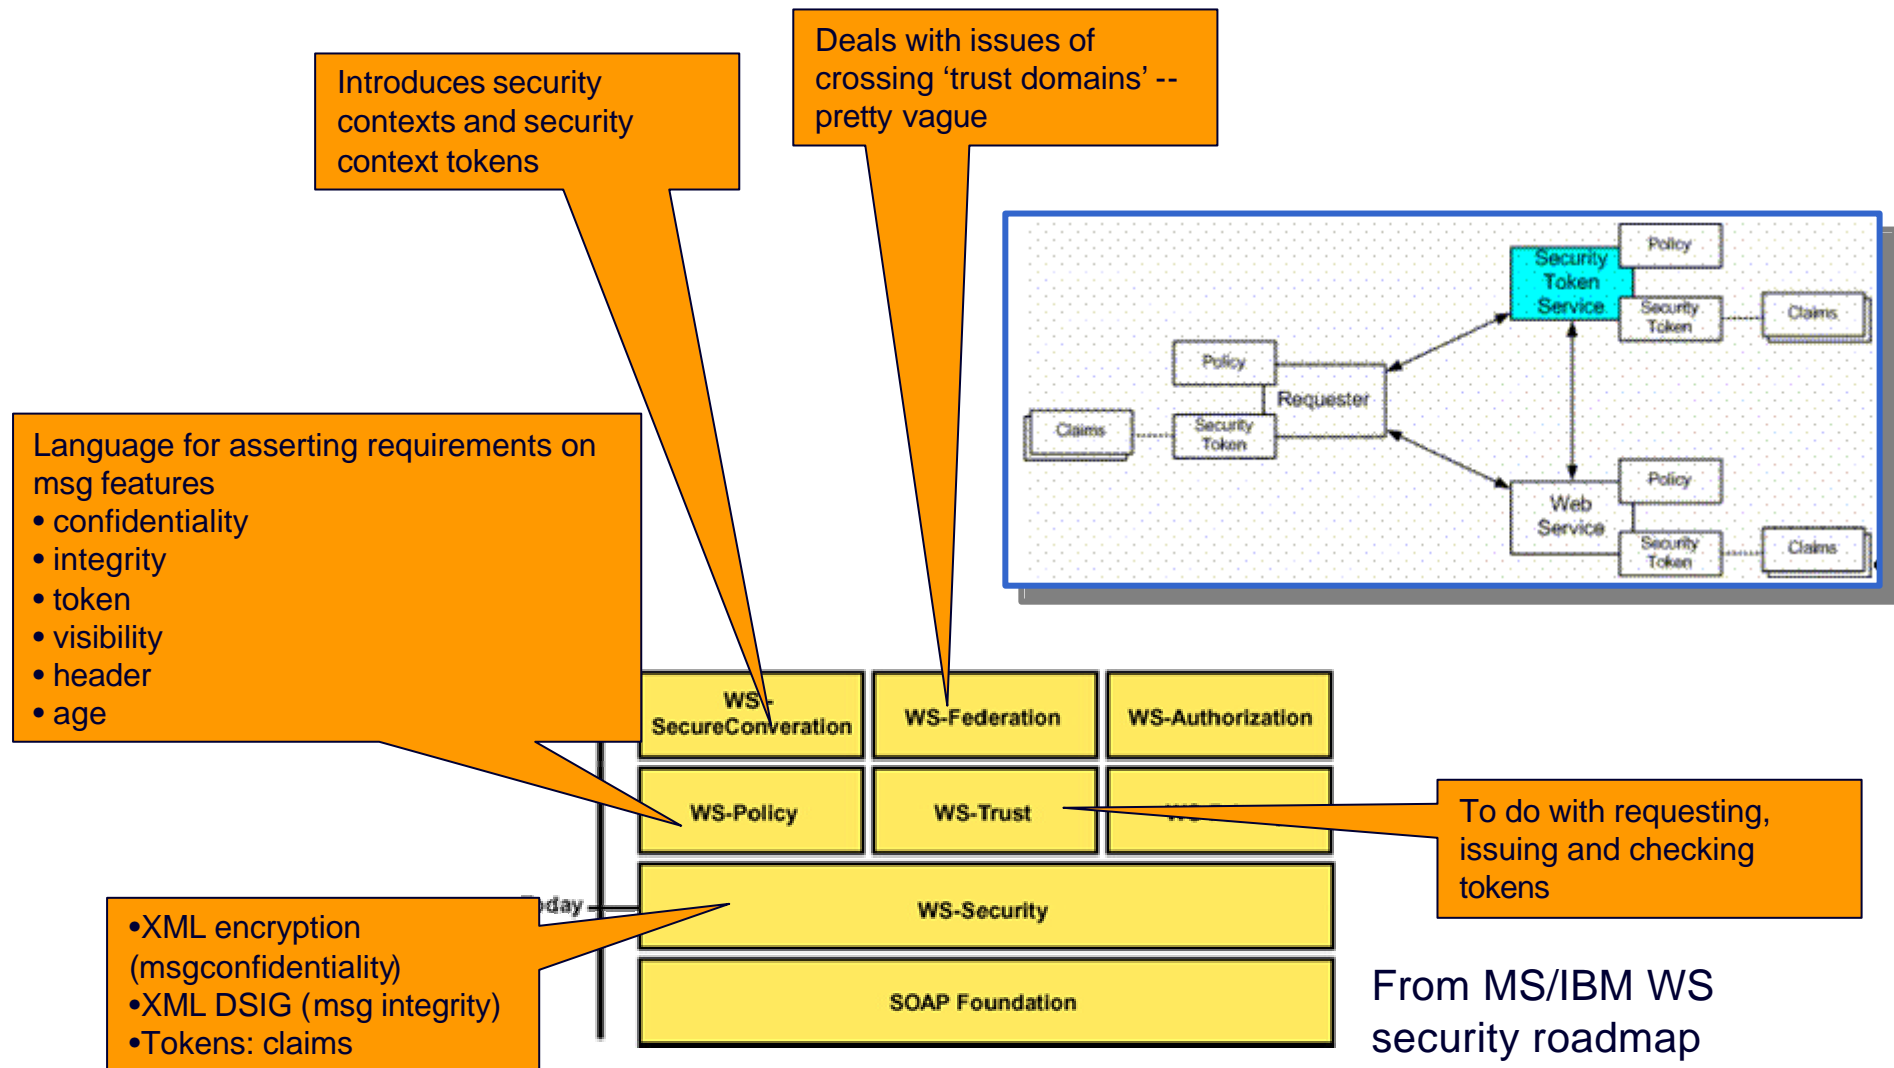 Deals with issues of
crossing ‘trust domains’ --
pretty vague
Introduces security
contexts and security
context tokens
Policy
Security
Token
Service
Security
Token
Claims
Policy
Requester
Claims
Security
Token
Policy
Web
Service
Security
Token
Claims
Language for asserting requirements on
msg features
• confidentiality
• integrity
• token
• visibility
• header
• age
WS-
SecureConveration
WS-Federation
WS-Authorization
WS-Policy
WS-Trust
To do with requesting,
issuing and checking
tokens
WS-Security
•XML encryption
(msgconfidentiality)
•XML DSIG (msg integrity)
•Tokens: claims
SOAP Foundation
From MS/IBM WS
security roadmap